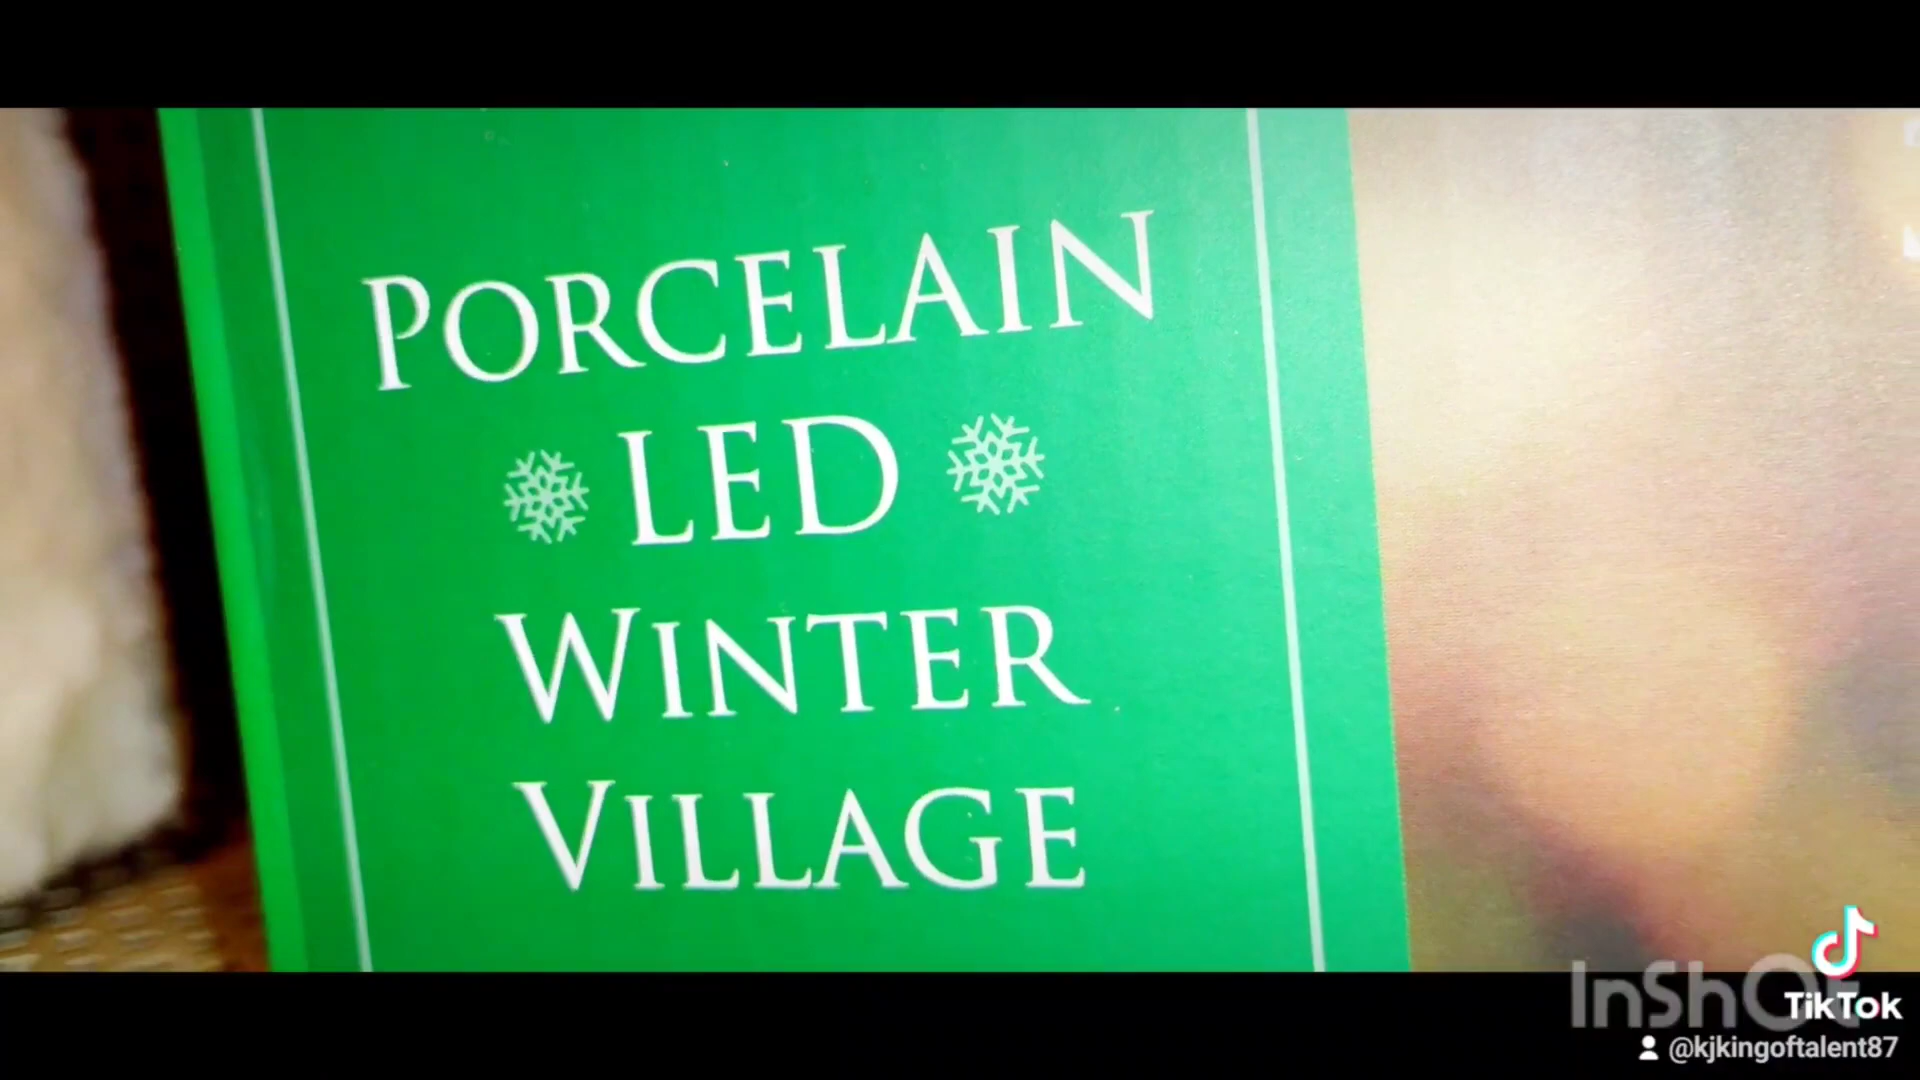 PORCELAIN
LED
WINTER
VILLAGE
InShot
TikTok
@kjkingoftalent87